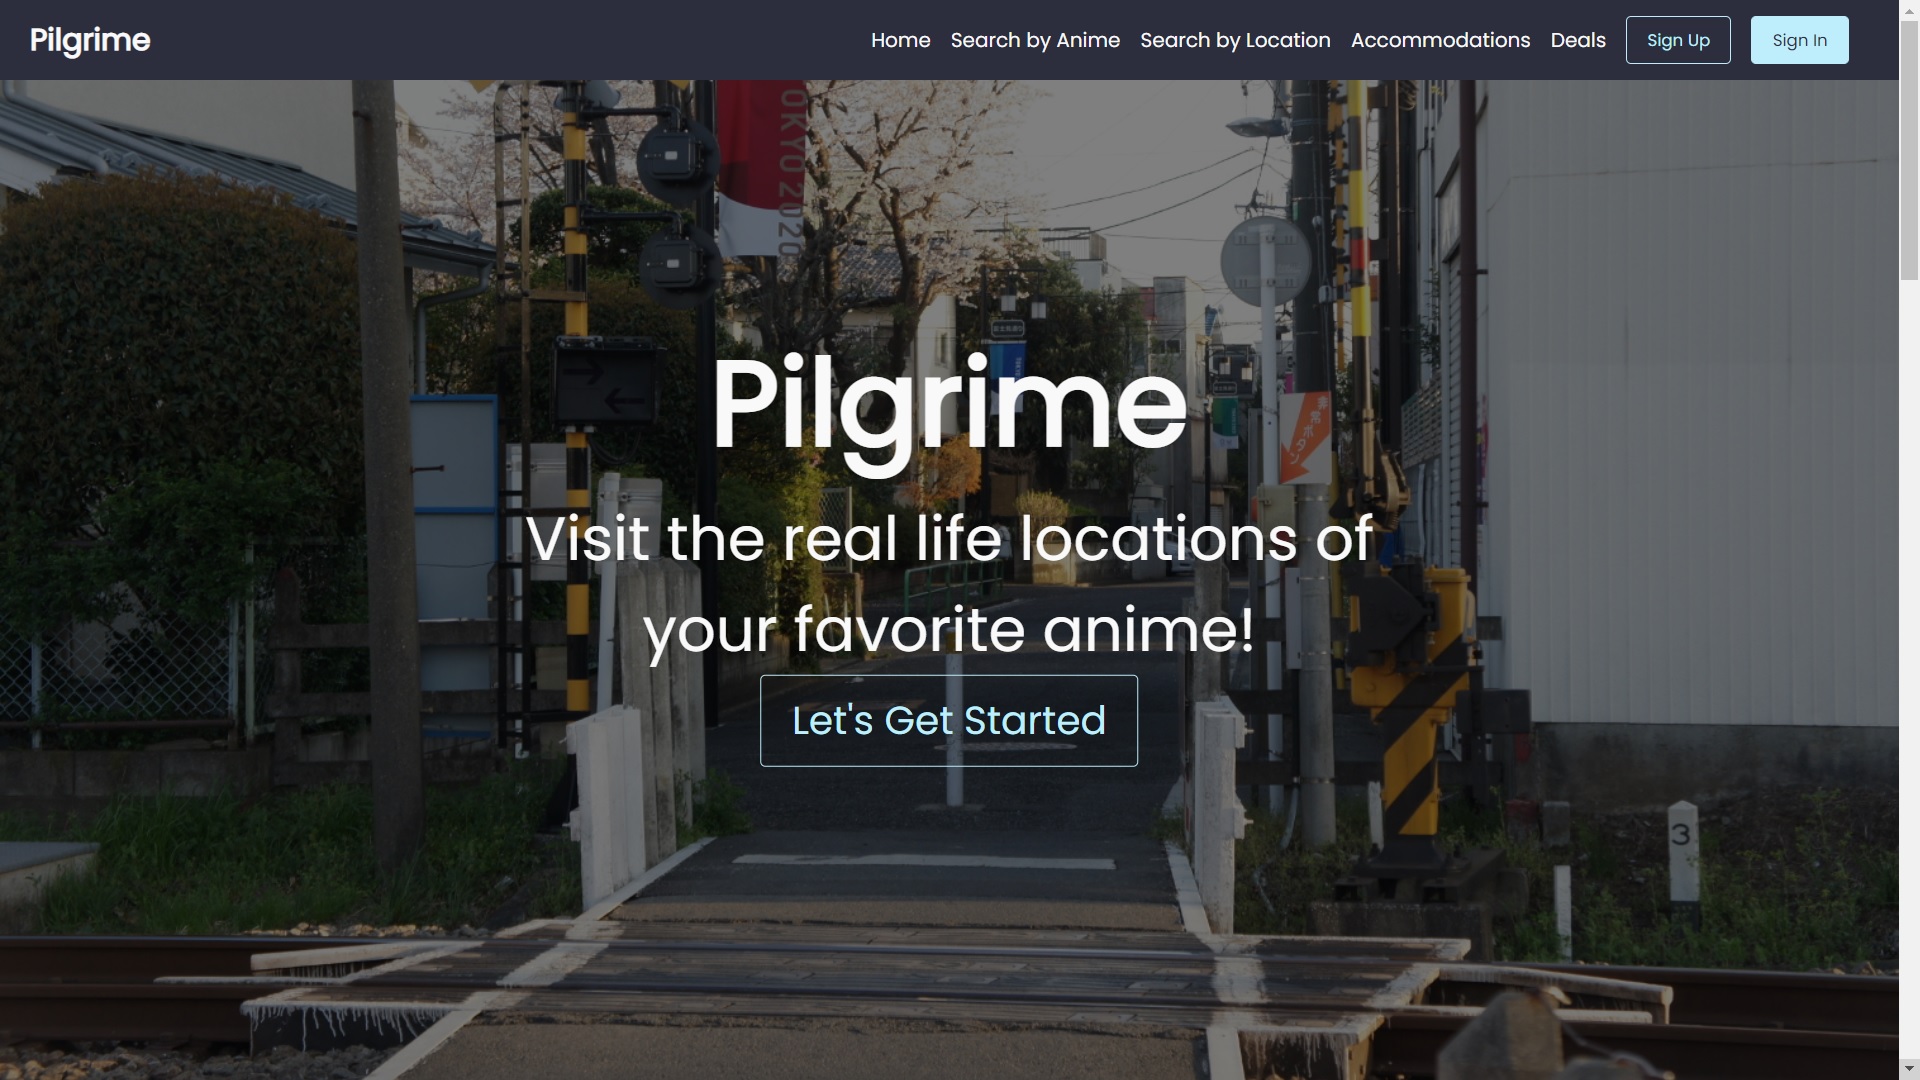 Pilgrime
Home
Search by Anime
Search by Location
Accommodations
Deals
Sign Up
Sign In
OKYO 2020
Pilgrime
Visit the real life locations of
your favorite anime!
Let's Get Started
3